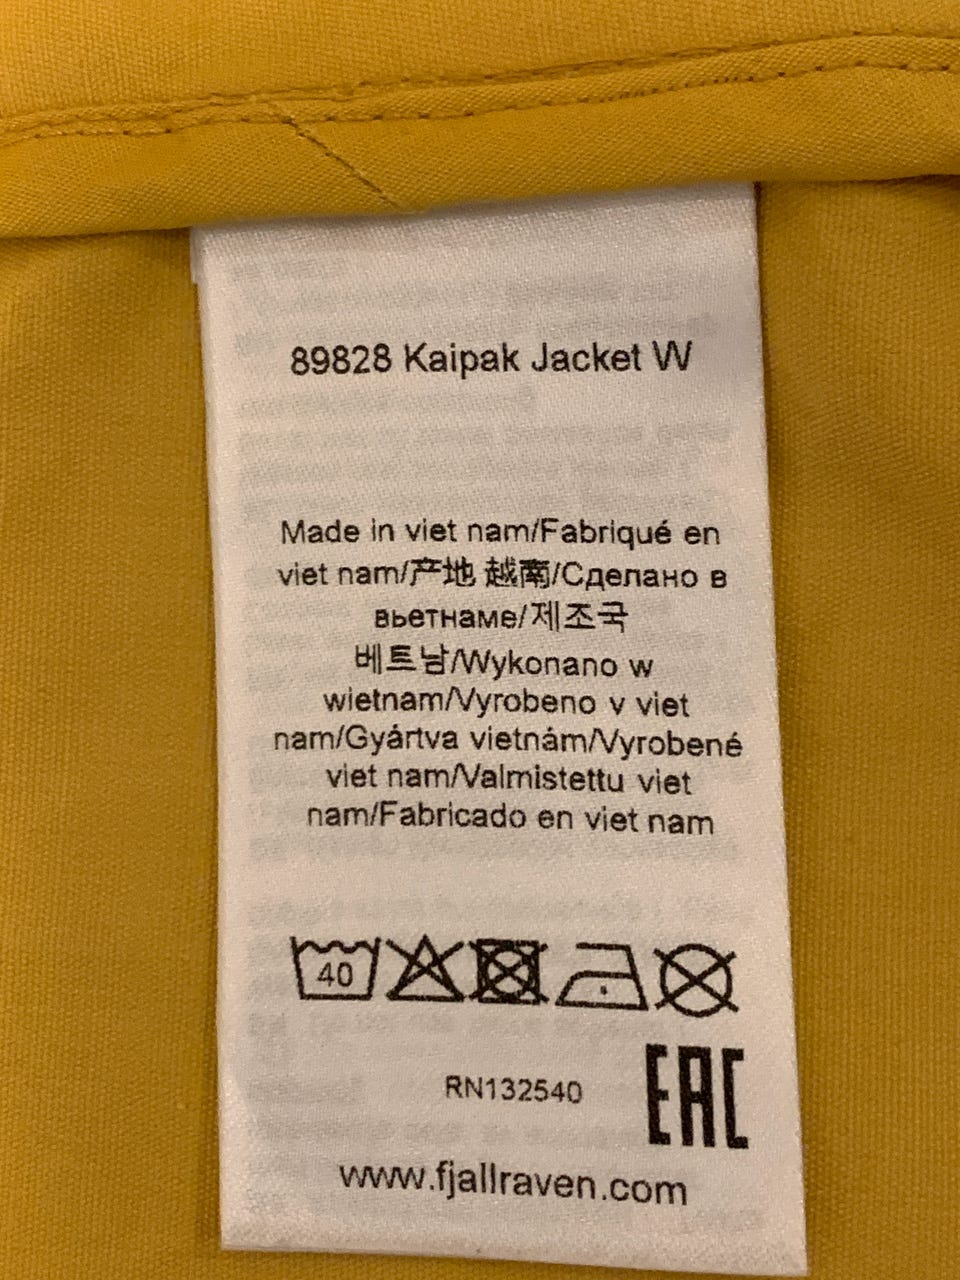 89828 Kaipak Jacket W
Made in viet nam/Fabriqué en
viet nam/产地 越南/Сделано в
вьетнаме/제조국
베트남/Wykonano w
wietnam/Vyrobeno v viet
nam/Gyártva vietnám/Vyrobené
viet nam/Valmistettu viet
nam/Fabricado en viet nam
40
RN132540
EAC
www.fjallraven.com